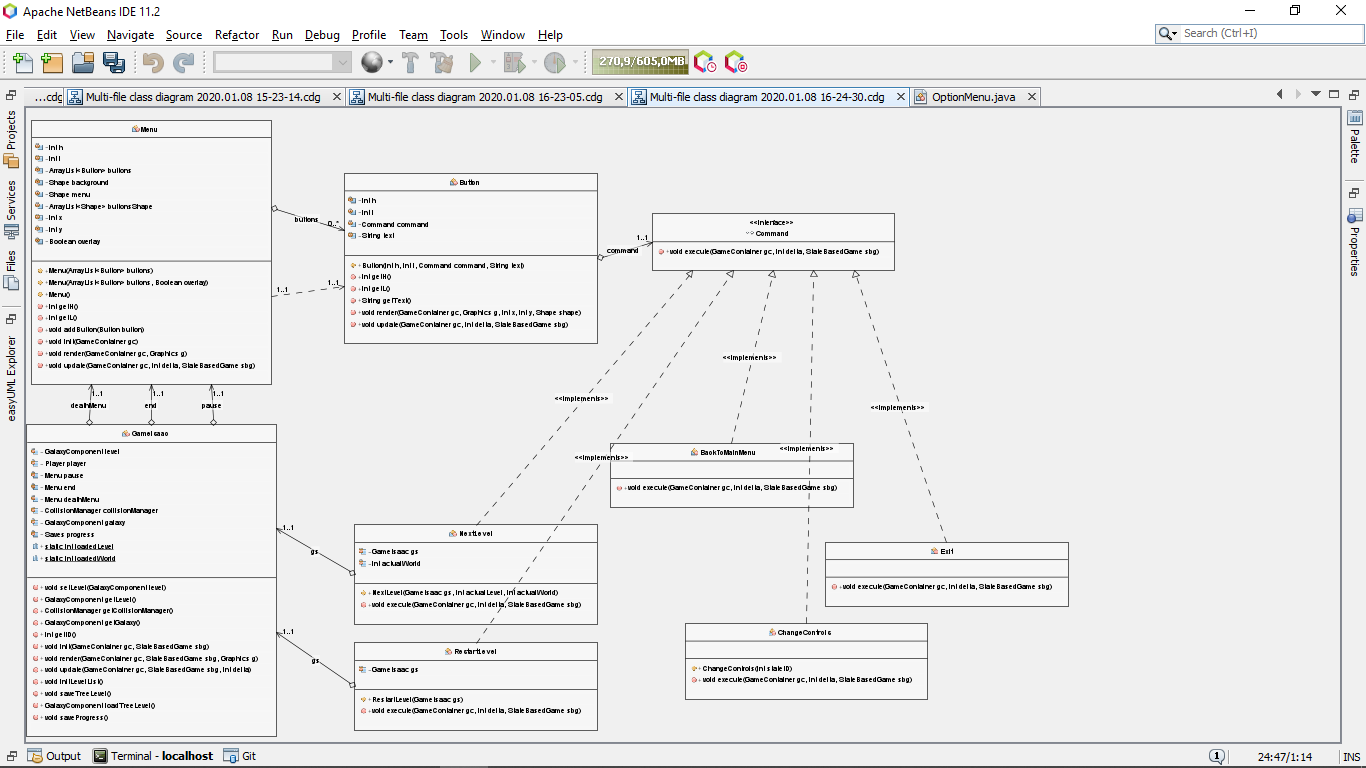 Apache NetBeans IDE 11.2
File Edit View Navigate Source Refactor Run Debug Profile Team Tools Window Help
Search (Ctrl+I)
270,9/605,0MB
...cdg Multi-file class diagram 2020.01.08 15-23-14.cdg Multi-file class diagram 2020.01.08 16-23-05.cdg Multi-file class diagram 2020.01.08 16-24-30.cdg OptionMenu.java
Projects
Services
Files
easyUML Explorer
Palette
Properties
Menu
- int h
- int l
- ArrayList<Button> buttons
- Shape background
- Shape menu
- ArrayList<Shape> buttonsShape
- int x
- int y
- Boolean overlay
+ Menu(ArrayList<Button> buttons)
+ Menu(ArrayList<Button> buttons, Boolean overlay)
+ Menu()
+ int getH()
+ int getL()
+ void addButton(Button button)
+ void init(GameContainer gc)
+ void render(GameContainer gc, Graphics g)
+ void update(GameContainer gc, int delta, StateBasedGame sbg)
buttons
0..*
1..1
1..1
Button
- int h
- int l
- Command command
- String text
+ Button(int h, int l, Command command, String text)
+ int getH()
+ int getL()
+ String getText()
+ void render(GameContainer gc, Graphics g, int x, int y, Shape shape)
+ void update(GameContainer gc, int delta, StateBasedGame sbg)
command
1..1
<<interface>>
Command
+ void execute(GameContainer gc, int delta, StateBasedGame sbg)
1..1 1..1 1..1
deathMenu end pause
GameIsaac
- GalaxyComponent level
- Player player
- Menu pause
- Menu end
- Menu deathMenu
- CollisionManager collisionManager
- GalaxyComponent galaxy
- Saves progress
+ static int loadedLevel
+ static int loadedWorld
+ void setLevel(GalaxyComponent level)
+ GalaxyComponent getLevel()
+ CollisionManager getCollisionManager()
+ GalaxyComponent getGalaxy()
+ int getID()
+ void init(GameContainer gc, StateBasedGame sbg)
+ void render(GameContainer gc, StateBasedGame sbg, Graphics g)
+ void update(GameContainer gc, StateBasedGame sbg, int delta)
+ void initLevelList()
+ void saveTreeLevel()
+ GalaxyComponent loadTreeLevel()
+ void saveProgress()
1..1
gs
1..1
gs
NextLevel
- GameIsaac gs
- int actualWorld
+ NextLevel(GameIsaac gs, int actualLevel, int actualWorld)
+ void execute(GameContainer gc, int delta, StateBasedGame sbg)
RestartLevel
- GameIsaac gs
+ RestartLevel(GameIsaac gs)
+ void execute(GameContainer gc, int delta, StateBasedGame sbg)
<<implements>>
<<implements>>
<<implements>>
<<implements>>
<<implements>>
BackToMainMenu
+ void execute(GameContainer gc, int delta, StateBasedGame sbg)
Exit
+ void execute(GameContainer gc, int delta, StateBasedGame sbg)
ChangeControls
+ ChangeControls(int stateID)
+ void execute(GameContainer gc, int delta, StateBasedGame sbg)
Output Terminal - localhost Git
1 24:47/1:14 INS